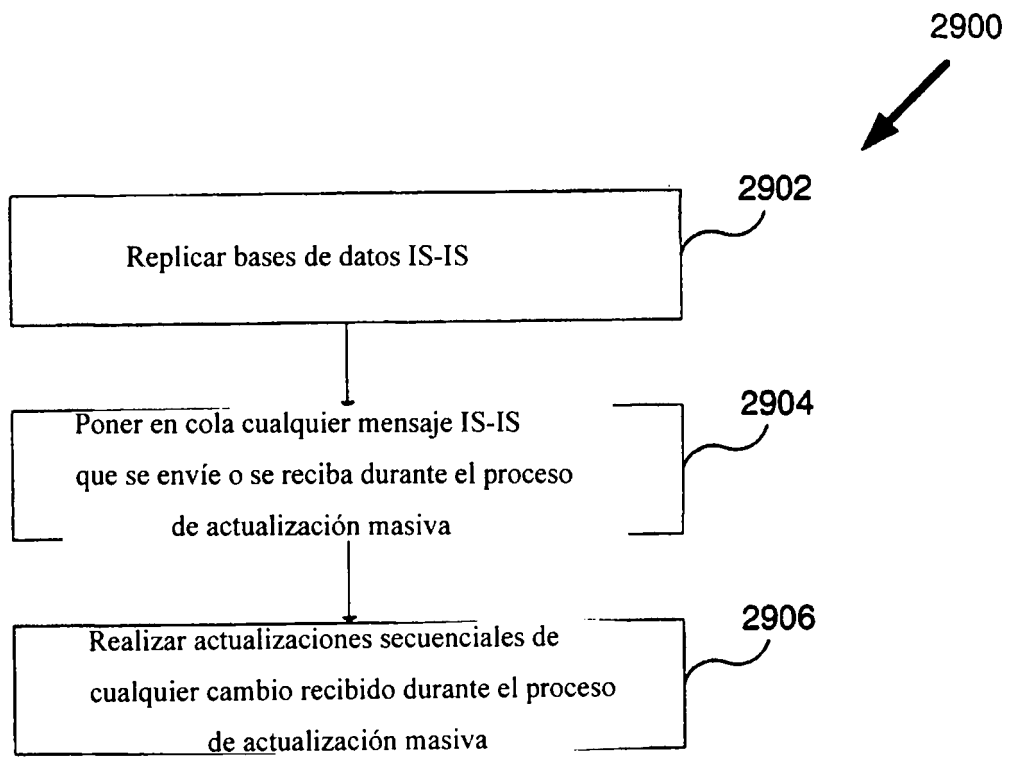 2900
2902
Replicar bases de datos IS-IS
2904
Poner en cola cualquier mensaje IS-IS
que se envíe o se reciba durante el proceso
de actualización masiva
2906
Realizar actualizaciones secuenciales de
cualquier cambio recibido durante el proceso
de actualización masiva